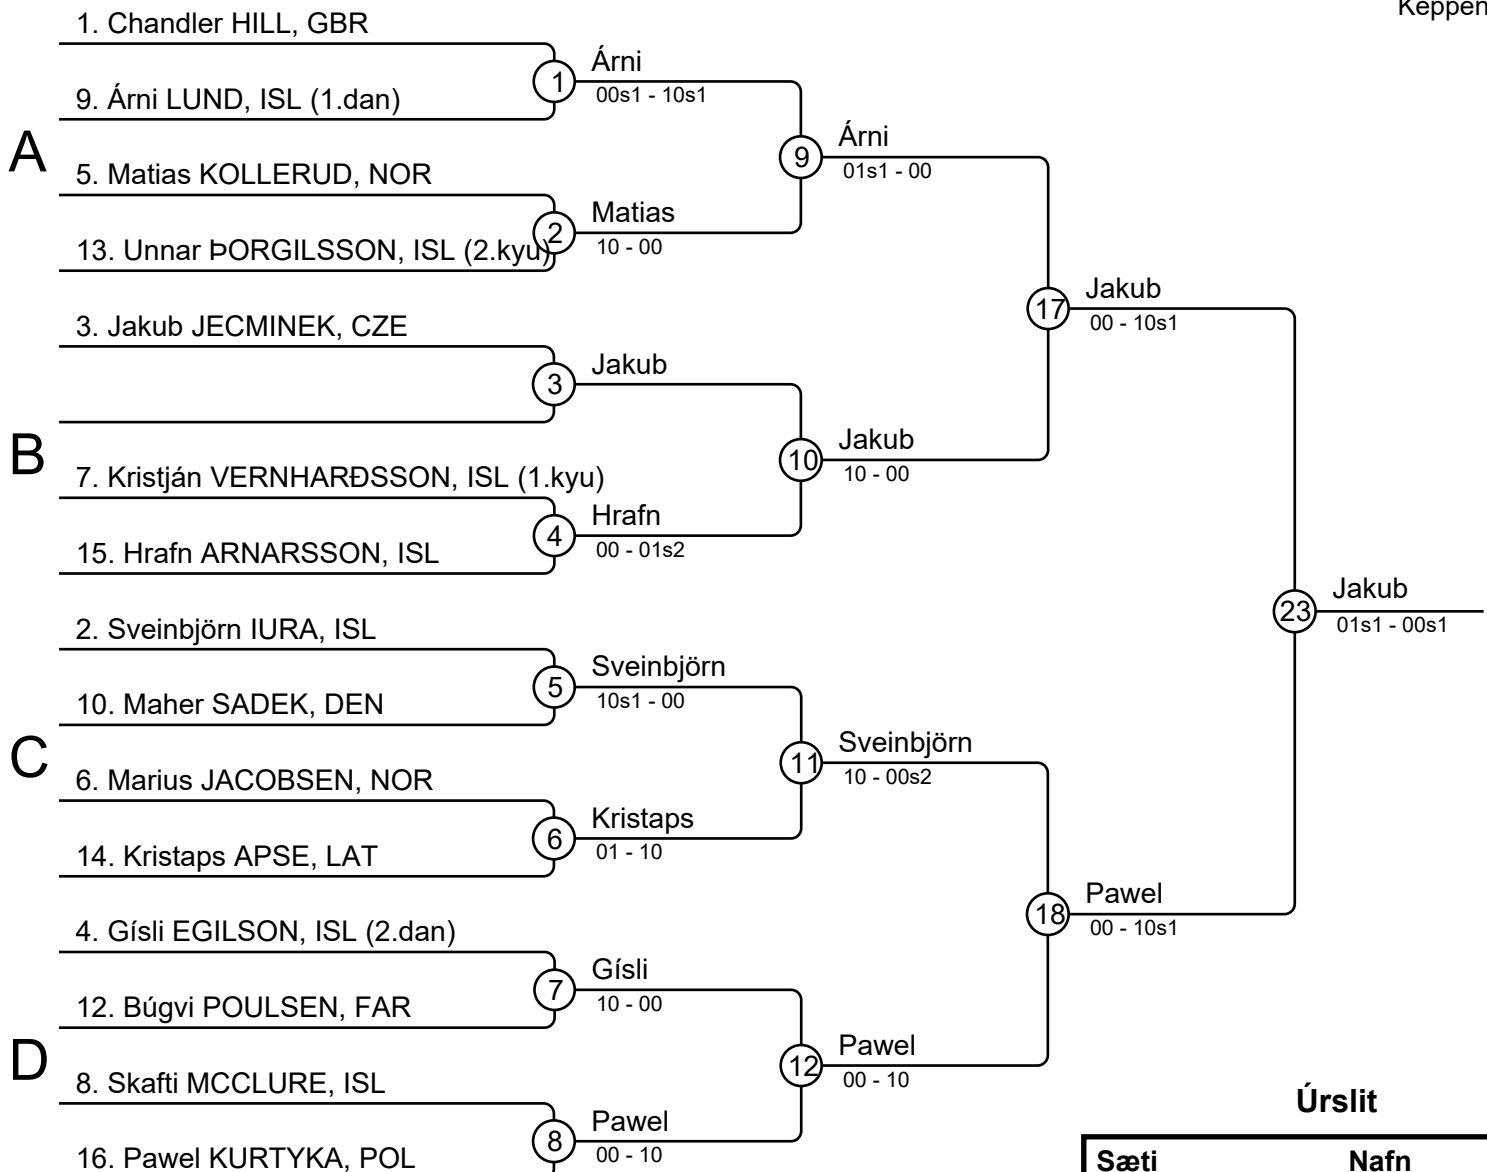 Keppen
1. Chandler HILL, GBR
9. Árni LUND, ISL (1.dan)
A
5. Matias KOLLERUD, NOR
13. Unnar ÞORGILSSON, ISL (2.kyu)
3. Jakub JECMINEK, CZE
B
7. Kristján VERNHARÐSSON, ISL (1.kyu)
15. Hrafn ARNARSSON, ISL
2. Sveinbjörn IURA, ISL
10. Maher SADEK, DEN
C
6. Marius JACOBSEN, NOR
14. Kristaps APSE, LAT
4. Gísli EGILSON, ISL (2.dan)
12. Búgvi POULSEN, FAR
D
8. Skafti MCCLURE, ISL
16. Pawel KURTYKA, POL
1
Árni
00s1 - 10s1
2
Matias
10 - 00
3
Jakub
4
Hrafn
00 - 01s2
5
Sveinbjörn
10s1 - 00
6
Kristaps
01 - 10
7
Gísli
10 - 00
8
Pawel
00 - 10
9
Árni
01s1 - 00
10
Jakub
10 - 00
11
Sveinbjörn
10 - 00s2
12
Pawel
00 - 10
17
Jakub
00 - 10s1
18
Pawel
00 - 10s1
23
Jakub
01s1 - 00s1
Úrslit
Sæti Nafn